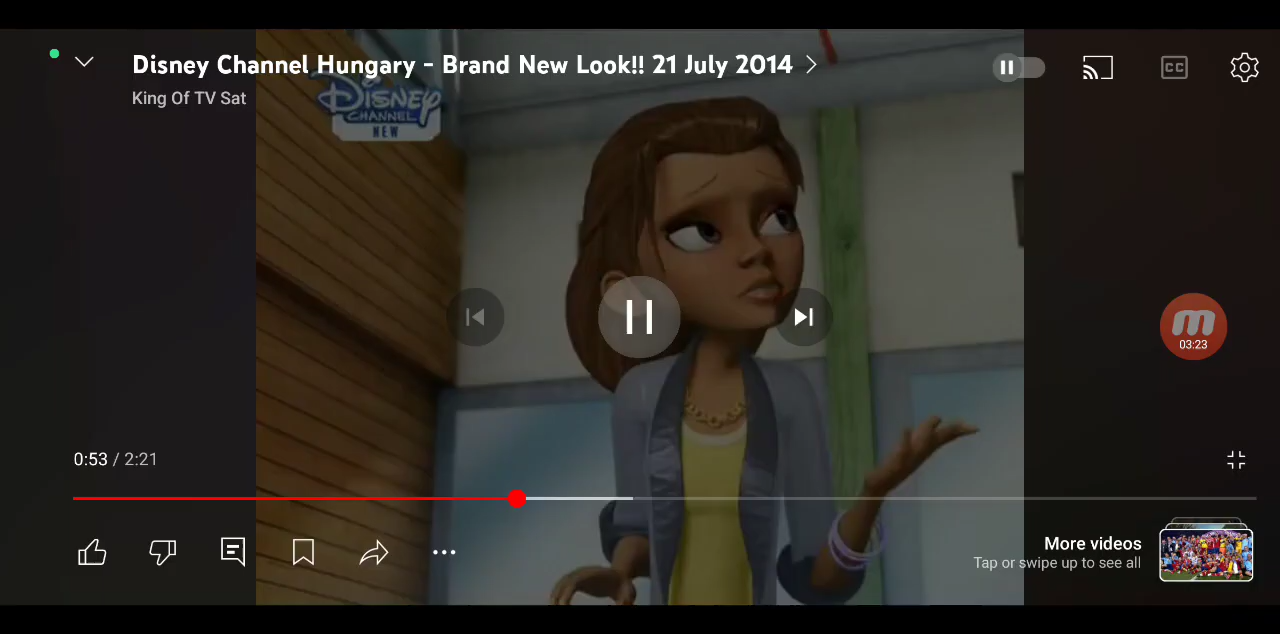 Disney Channel Hungary - Brand New Look!! 21 July 2014
King Of TV Sat
CC
DISNEY
CHANNEL
NEW
m
03:23
0:53 / 2:21
More videos
Tap or swipe up to see all